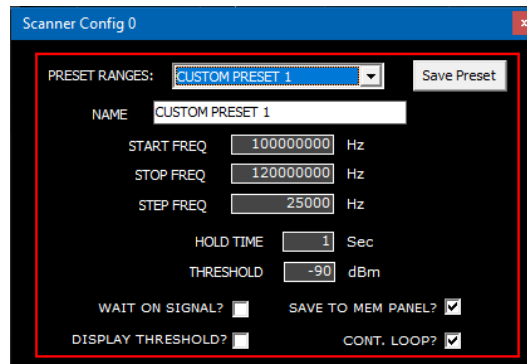 Scanner Config 0
PRESET RANGES: CUSTOM PRESET 1 Save Preset
NAME CUSTOM PRESET 1
START FREQ 100000000 Hz
STOP FREQ 120000000 Hz
STEP FREQ 25000 Hz
HOLD TIME 1 Sec
THRESHOLD -90 dBm
WAIT ON SIGNAL? SAVE TO MEM PANEL?
DISPLAY THRESHOLD? CONT. LOOP?